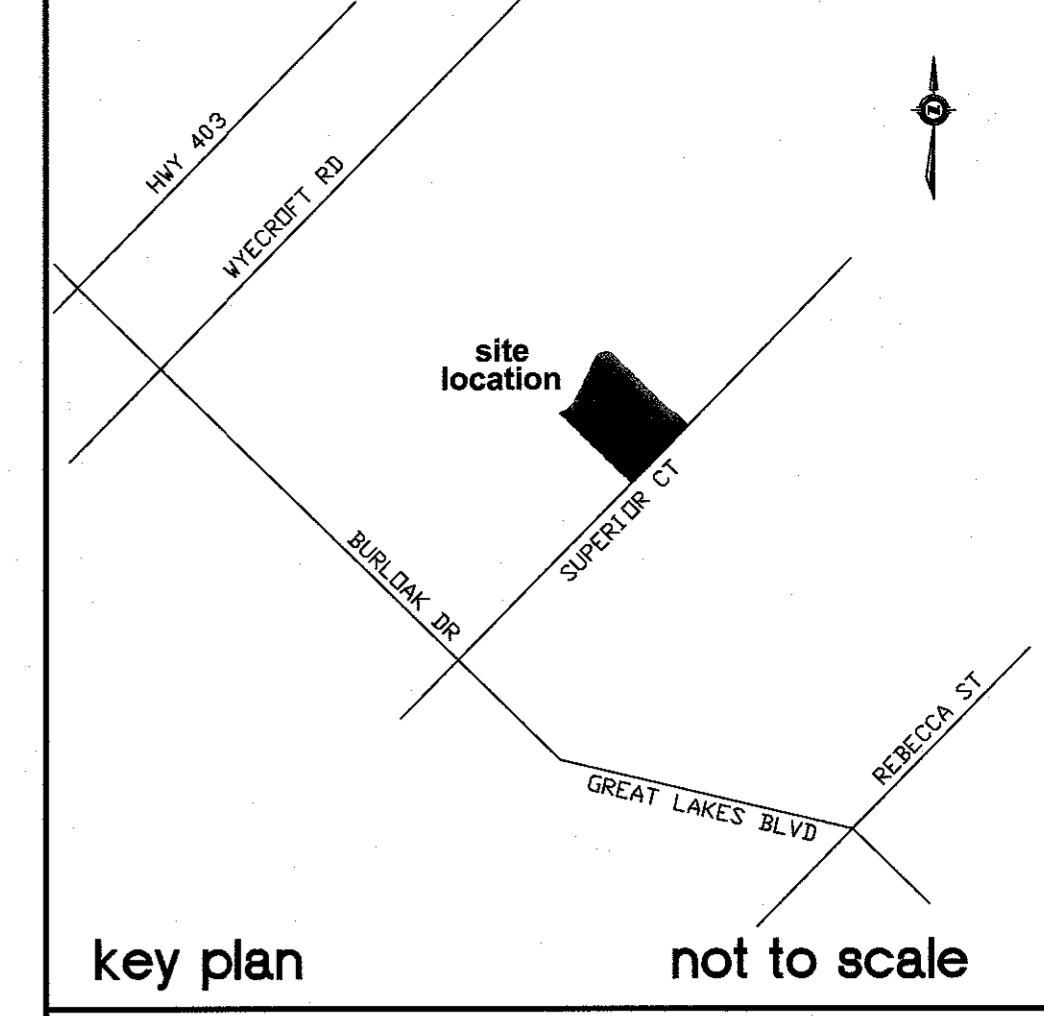 HWY 403
WYECROFT RD
site
location
SUPERIOR CT
BURLOAK DR
REBECCA ST
GREAT LAKES BLVD
key plan
not to scale